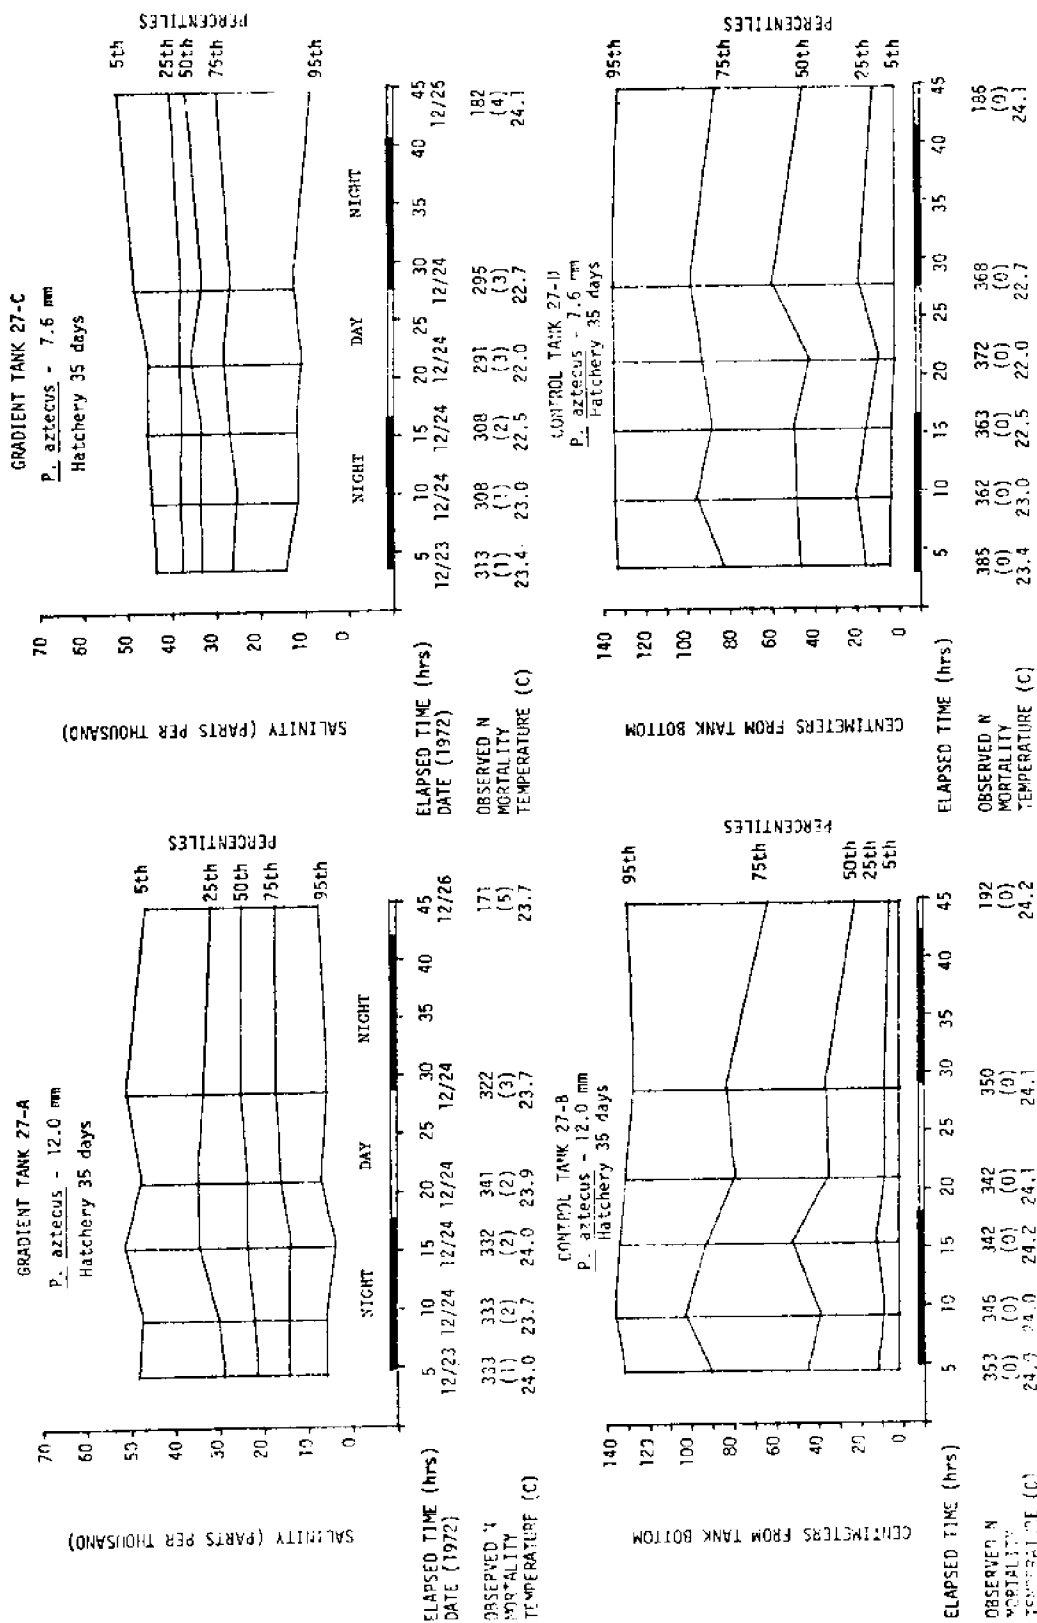 GRADIENT TANK 27-A
P. aztecus - 12.0 mm
Hatchery 35 days
SALINITY (PARTS PER THOUSAND)
70
60
50
40
30
20
10
0
PERCENTILES
5th
25th
50th
75th
95th
NIGHT DAY NIGHT
ELAPSED TIME (hrs) 5 10 15 20 25 30 35 40 45
DATE (1972) 12/23 12/24 12/24 12/24 12/24 12/26
OBSERVED N 333 333 332 341 322 171
MORTALITY (1) (2) (2) (2) (3) (5)
TEMPERATURE (C) 24.0 23.7 24.0 23.9 23.7 23.7
CONTROL TANK 27-B
P. aztecus - 12.0 mm
Hatchery 35 days
CENTIMETERS FROM TANK BOTTOM
140
120
100
80
60
40
20
0
PERCENTILES
95th
75th
50th
25th
5th
ELAPSED TIME (hrs) 5 10 15 20 25 30 35 40 45
OBSERVED N 353 345 342 342 350 192
MORTALITY (0) (0) (0) (0) (0) (0)
TEMPERATURE (C) 24.0 24.2 24.1 24.1 24.2
GRADIENT TANK 27-C
P. aztecus - 7.6 mm
Hatchery 35 days
SALINITY (PARTS PER THOUSAND)
70
60
50
40
30
20
10
0
PERCENTILES
5th
25th
50th
75th
95th
NIGHT DAY NIGHT
ELAPSED TIME (hrs) 5 10 15 20 25 30 35 40 45
DATE (1972) 12/23 12/24 12/24 12/24 12/24
OBSERVED N 313 308 308 291 295 182
MORTALITY (1) (1) (2) (3) (3) (4)
TEMPERATURE (C) 23.4 23.0 22.5 22.0 22.7 24.1
CONTROL TANK 27-D
P. aztecus - 7.6 mm
Hatchery 35 days
CENTIMETERS FROM TANK BOTTOM
140
120
100
80
60
40
20
0
PERCENTILES
95th
75th
50th
25th
5th
ELAPSED TIME (hrs) 5 10 15 20 25 30 35 40 45
OBSERVED N 385 362 363 372 368
MORTALITY (0) (0) (0) (0) (0) (0)
TEMPERATURE (C) 23.4 23.0 22.5 22.0 22.7 24.1